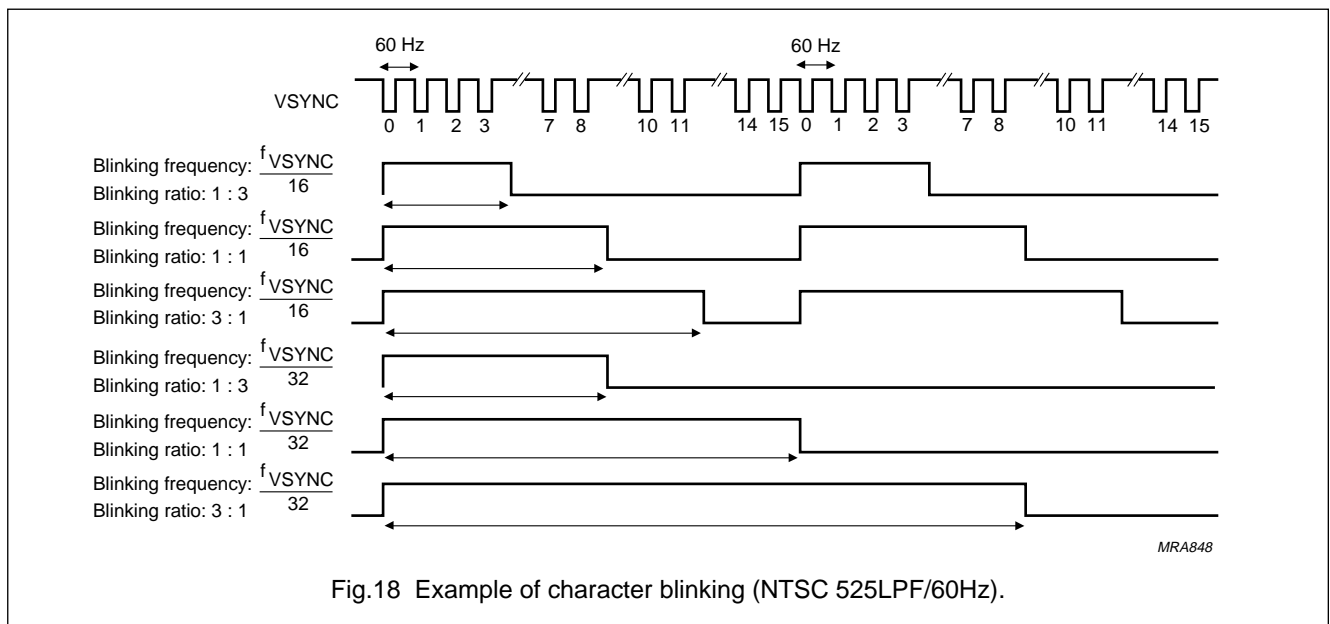 60 Hz 60 Hz
VSYNC
0 1 2 3 7 8 10 11 14 15 0 1 2 3 7 8 10 11 14 15
Blinking frequency: fVSYNC
16
Blinking ratio: 1 : 3
Blinking frequency: fVSYNC
16
Blinking ratio: 1 : 1
Blinking frequency: fVSYNC
16
Blinking ratio: 3 : 1
Blinking frequency: fVSYNC
32
Blinking ratio: 1 : 3
Blinking frequency: fVSYNC
32
Blinking ratio: 1 : 1
Blinking frequency: fVSYNC
32
Blinking ratio: 3 : 1
MRA848
Fig.18 Example of character blinking (NTSC 525LPF/60Hz).